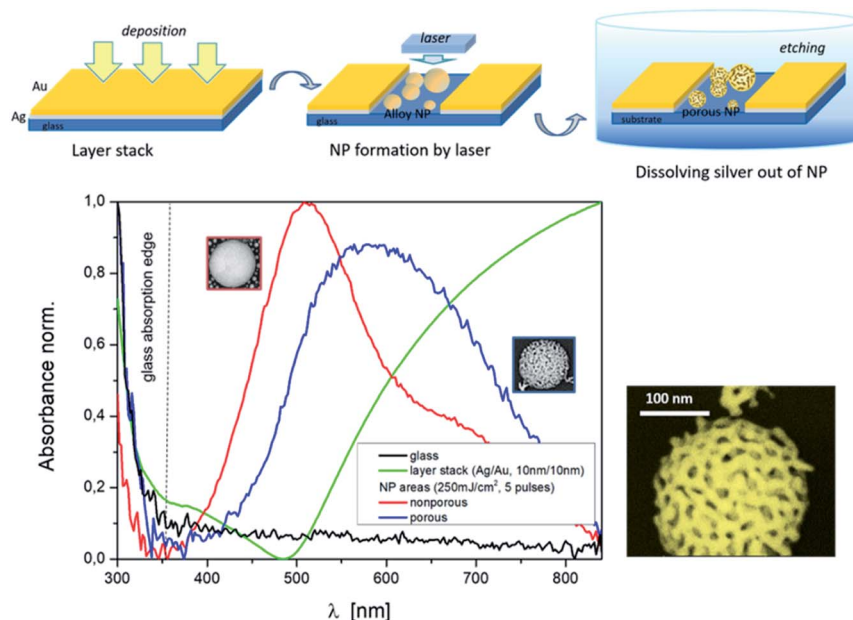 deposition
Au
Ag
glass
Layer stack
laser
Alloy NP
glass
NP formation by laser
etching
porous NP
substrate
Dissolving silver out of NP
Absorbance norm.
1,0
0,8
0,6
0,4
0,2
0,0
glass absorption edge
glass
layer stack (Ag/Au, 10nm/10nm)
NP areas (250mJ/cm², 5 pulses)
nonporous
porous
300 400 500 600 700 800
λ [nm]
100 nm